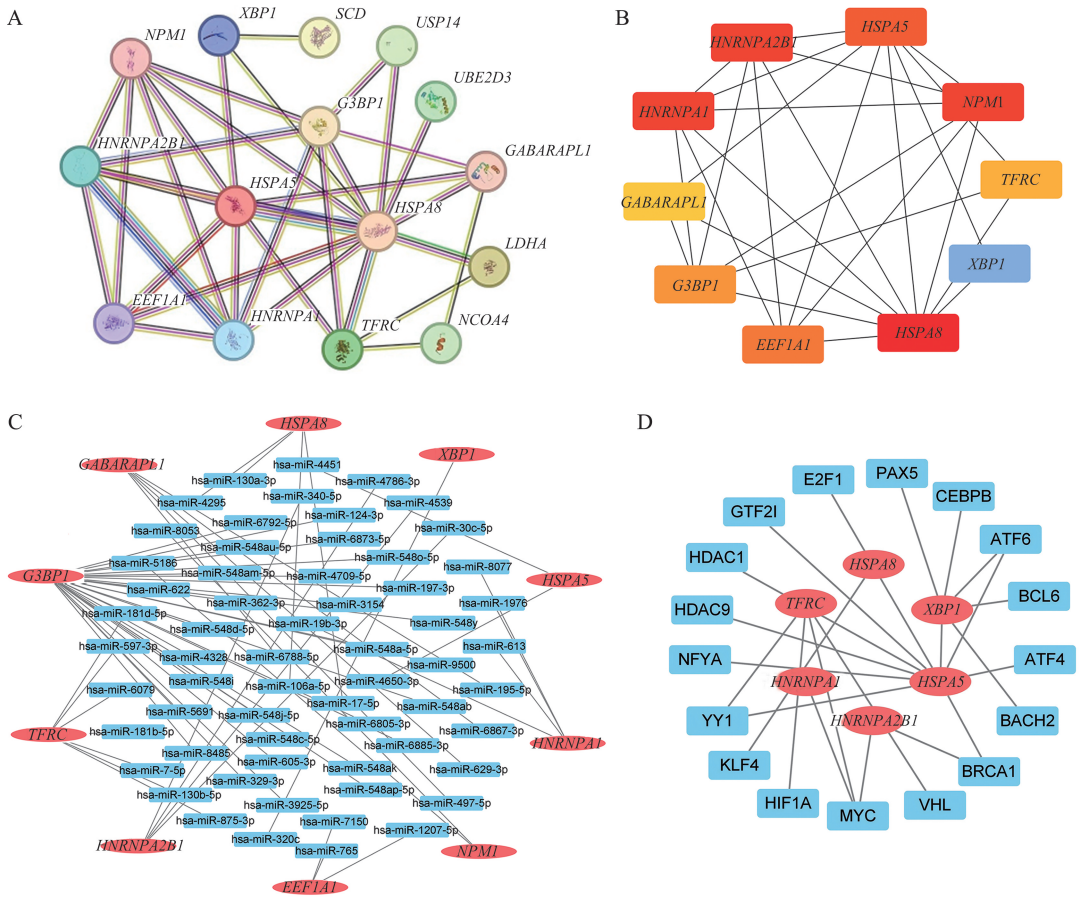 A
XBP1
SCD
USP14
NPM1
UBE2D3
G3BP1
HNRNPA2B1
GABARAPL1
HSPA5
HSPA8
LDHA
EEF1A1
HNRNPA1
TFRC
NCOA4
B
HNRNPA2B1
HSPA5
HNRNPA1
NPM1
GABARAPL1
TFRC
G3BP1
XBP1
EEF1A1
HSPA8
C
HSPA8
GABARAPL1
XBP1
hsa-miR-4451
hsa-miR-130a-3p
hsa-miR-4786-3p
hsa-miR-4295
hsa-miR-340-5p
hsa-miR-4539
hsa-miR-8053
hsa-miR-6792-5p
hsa-miR-124-3p
hsa-miR-30c-5p
hsa-miR-548au-5p
hsa-miR-6873-5p
hsa-miR-5186
hsa-miR-548o-5p
hsa-miR-8077
G3BP1
hsa-miR-548am-5p
hsa-miR-4709-5p
HSPA5
hsa-miR-622
hsa-miR-197-3p
hsa-miR-362-3p
hsa-miR-3154
hsa-miR-1976
hsa-miR-181d-5p
hsa-miR-19b-3p
hsa-miR-548y
hsa-miR-548d-5p
hsa-miR-597-3p
hsa-miR-548a-5p
hsa-miR-613
hsa-miR-4328
hsa-miR-6788-5p
hsa-miR-9500
hsa-miR-548i
hsa-miR-4650-3p
hsa-miR-6079
hsa-miR-106a-5p
hsa-miR-195-5p
hsa-miR-17-5p
hsa-miR-548ab
hsa-miR-5691
hsa-miR-548j-5p
hsa-miR-6805-3p
hsa-miR-6867-3p
TFRC
hsa-miR-181b-5p
hsa-miR-548c-5p
hsa-miR-6885-3p
HNRNPA1
hsa-miR-8485
hsa-miR-605-3p
hsa-miR-7-5p
hsa-miR-548ak
hsa-miR-629-3p
hsa-miR-329-3p
hsa-miR-548ap-5p
hsa-miR-130b-5p
hsa-miR-3925-5p
hsa-miR-497-5p
hsa-miR-875-3p
hsa-miR-7150
hsa-miR-1207-5p
hsa-miR-320c
HNRNPA2B1
hsa-miR-765
NPM1
EEF1A1
D
PAX5
E2F1
CEBPB
GTF2I
ATF6
HDAC1
HSPA8
BCL6
TFRC
XBP1
HDAC9
NFYA
HNRNPA1
HSPA5
ATF4
YY1
HNRNPA2B1
BACH2
KLF4
BRCA1
HIF1A
MYC
VHL